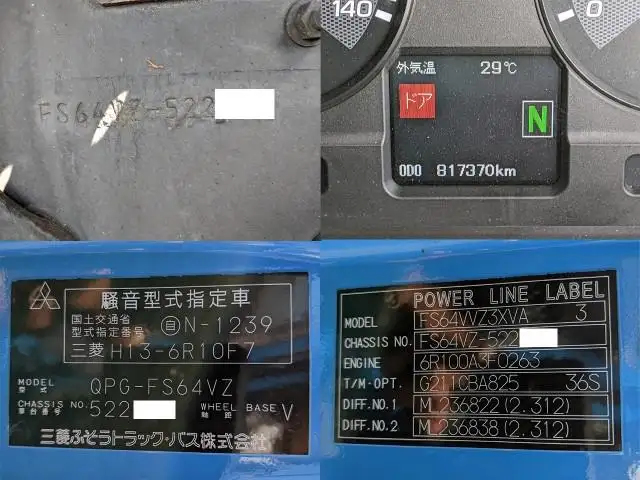 FS64VZ-522
140
0
外気温 29℃
ドア
N
ODO 817370km
騒音型式指定車
国土交通省
型式指定番号 自N-1239
三菱 H13-6R10F7
MODEL
型式 QPG-FS64VZ
CHASSIS NO.
車台番号 522
WHEEL BASE
軸距 V
三菱ふそうトラック・バス株式会社
POWER LINE LABEL
MODEL FS64VVZ3XVA 3
CHASSIS NO. FS64VZ-522
ENGINE 6R100A3F0263
T/M-OPT. G211CBA825 36S
DIFF.NO.1 ML236822(2.312)
DIFF.NO.2 ML236838(2.312)